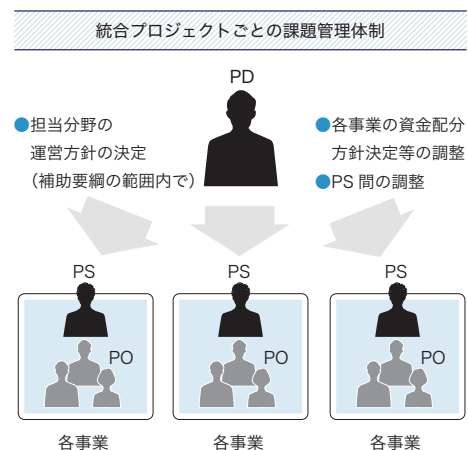 統合プロジェクトごとの課題管理体制
PD
●担当分野の
運営方針の決定
（補助要綱の範囲内で）
●各事業の資金配分
方針決定等の調整
●PS 間の調整
PS
PS
PS
PO
PO
PO
各事業
各事業
各事業